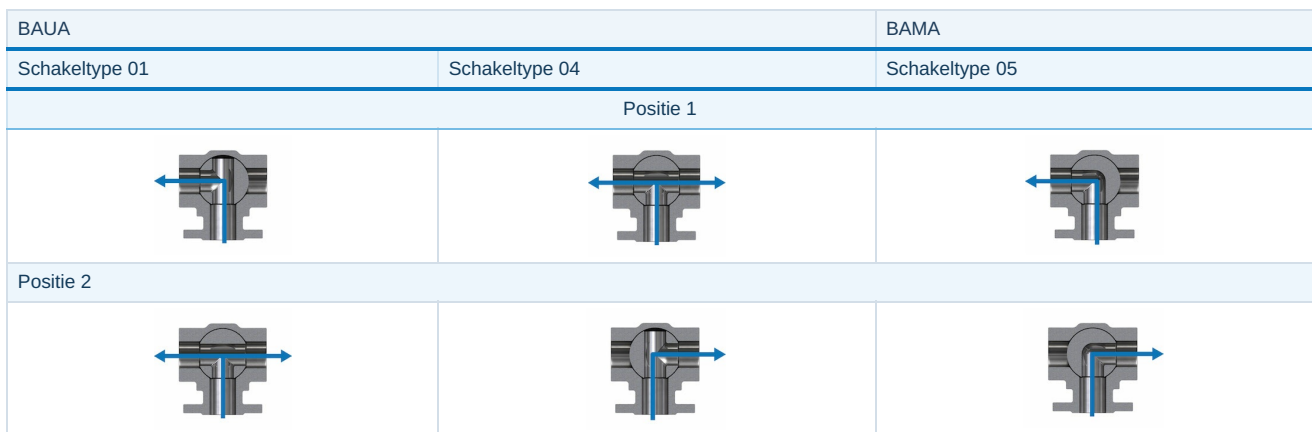 BAUA BAMA
Schakeltype 01 Schakeltype 04 Schakeltype 05
Positie 1
Positie 2